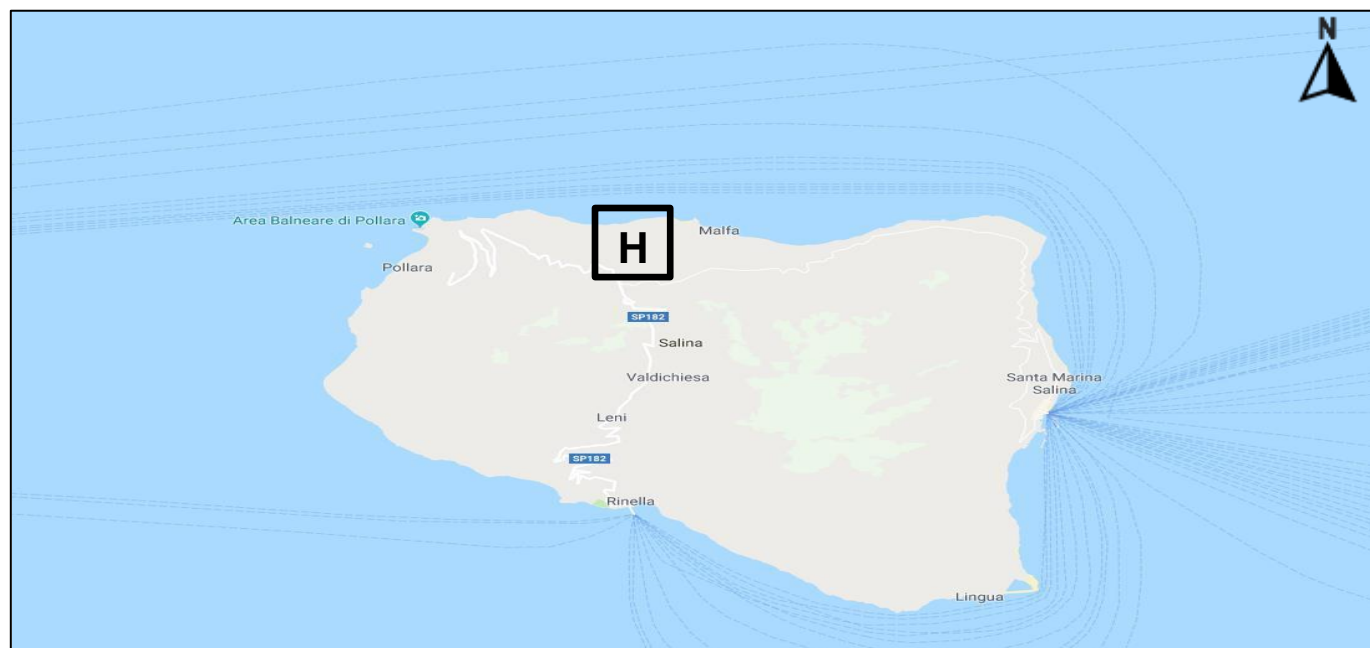 N
Area Balneare di Pollara
Malfa
H
Pollara
SP182
Salina
Valdichiesa
Santa Marina
Salina
Leni
SP182
Rinella
Lingua